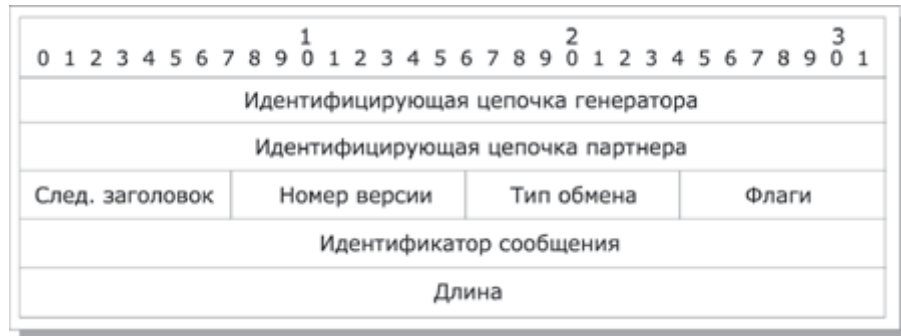 1 2 3
0 1 2 3 4 5 6 7 8 9 0 1 2 3 4 5 6 7 8 9 0 1 2 3 4 5 6 7 8 9 0 1
Идентифицирующая цепочка генератора
Идентифицирующая цепочка партнера
След. заголовок Номер версии Тип обмена Флаги
Идентификатор сообщения
Длина